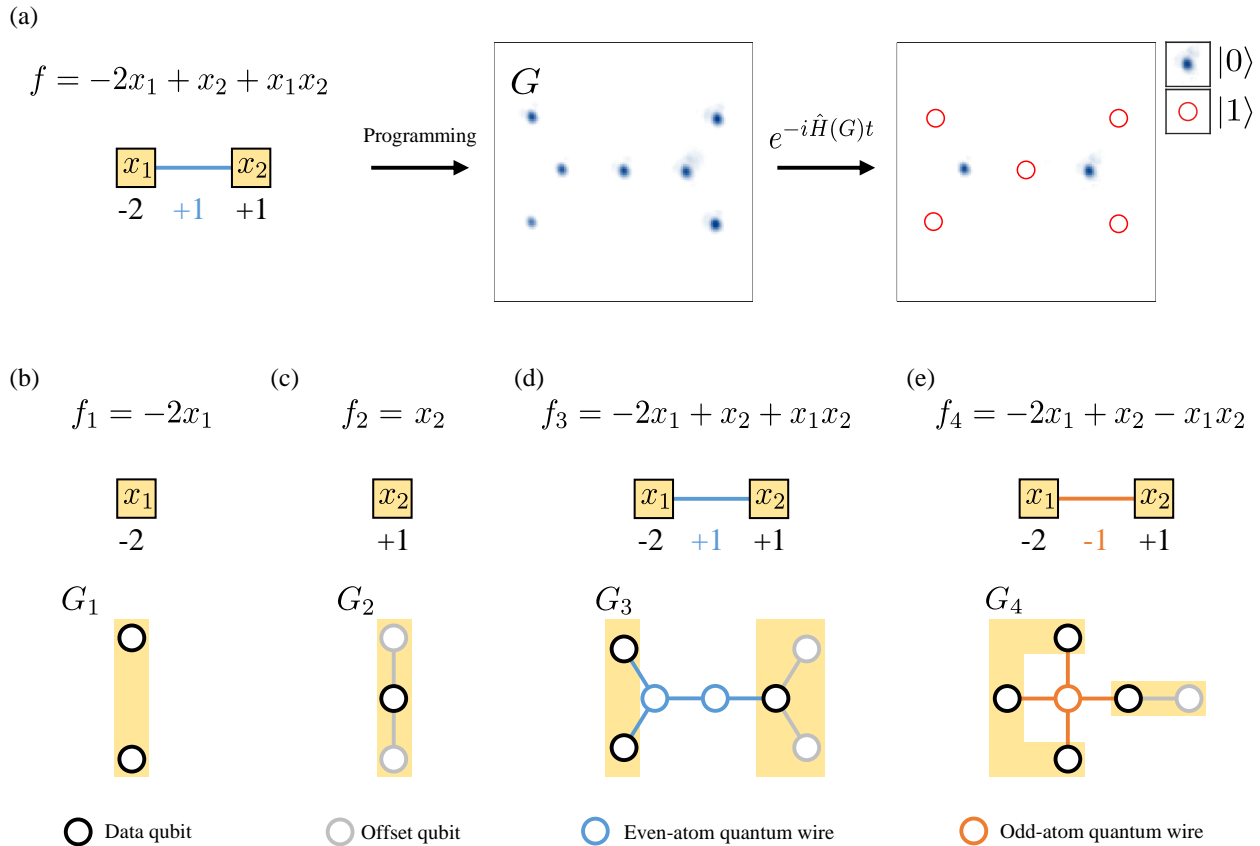 (a)
f = −2x₁ + x₂ + x₁x₂
x₁ x₂
-2 +1 +1
Programming
G
e^{−iĤ(G)t}
|0⟩
|1⟩
(b) (c) (d) (e)
f₁ = −2x₁ f₂ = x₂ f₃ = −2x₁ + x₂ + x₁x₂ f₄ = −2x₁ + x₂ − x₁x₂
x₁ x₂ x₁ x₂ x₁ x₂
-2 +1 -2 +1 +1 -2 -1 +1
G₁ G₂ G₃ G₄
Data qubit Offset qubit Even-atom quantum wire Odd-atom quantum wire